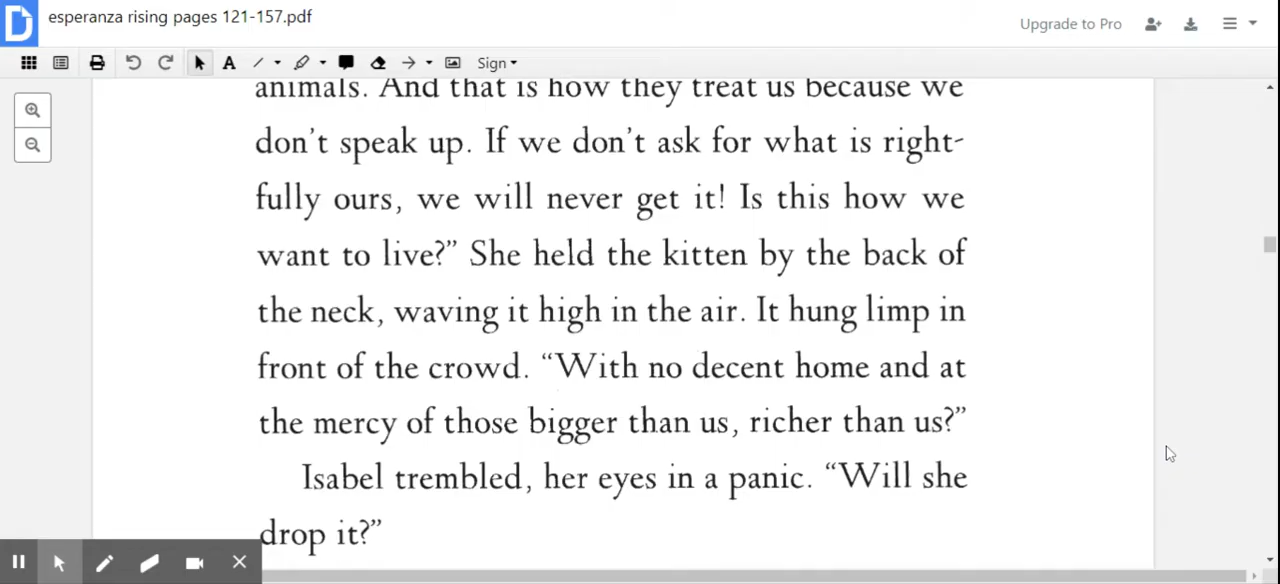 esperanza rising pages 121-157.pdf
Upgrade to Pro
Sign
animals. And that is how they treat us because we
don't speak up. If we don't ask for what is right-
fully ours, we will never get it! Is this how we
want to live?” She held the kitten by the back of
the neck, waving it high in the air. It hung limp in
front of the crowd. “With no decent home and at
the mercy of those bigger than us, richer than us?”
Isabel trembled, her eyes in a panic. “Will she
drop it?”